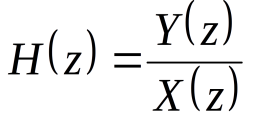 H(z) = Y(z) / X(z)